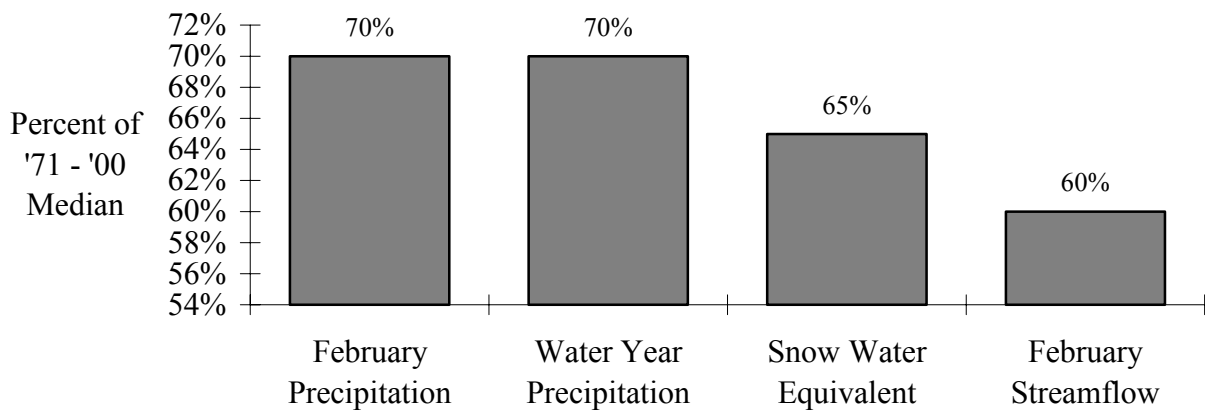 72%
70%
68%
66%
64%
62%
60%
58%
56%
54%
Percent of
'71 - '00
Median
70%
70%
65%
60%
February
Precipitation
Water Year
Precipitation
Snow Water
Equivalent
February
Streamflow